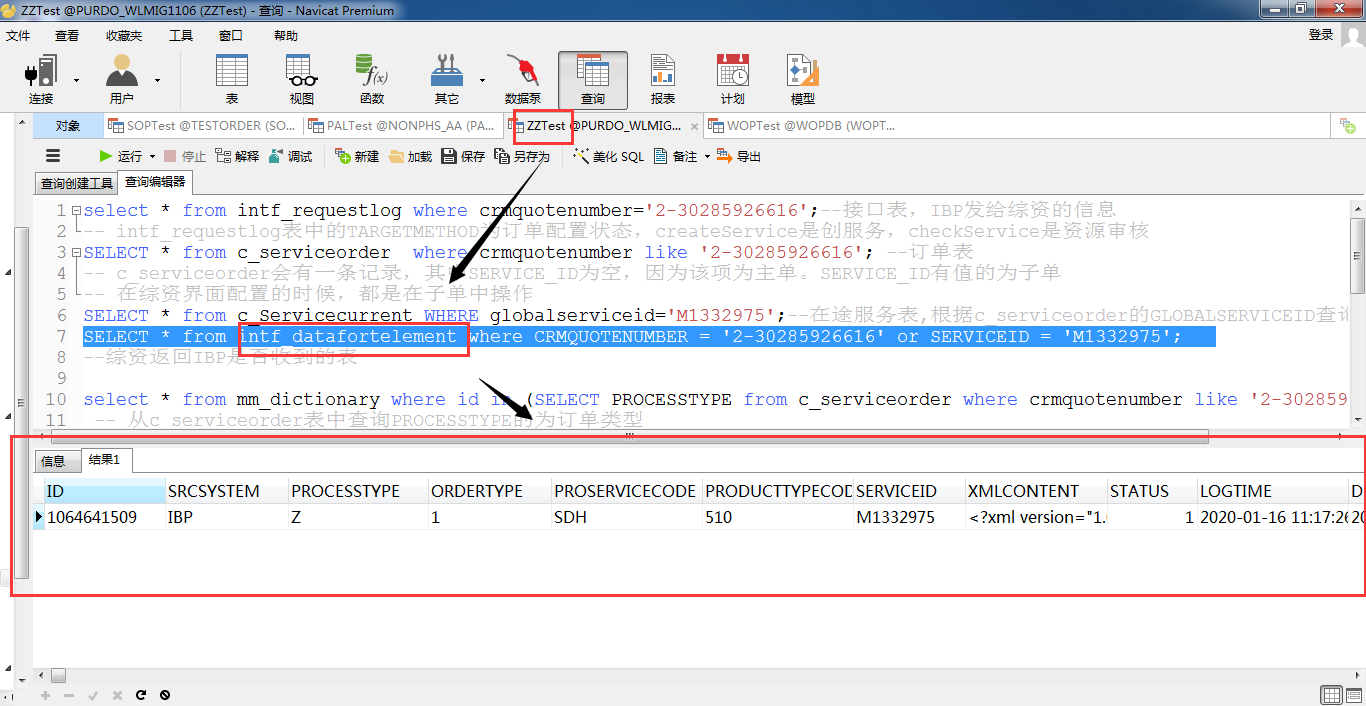 ZZTest @PURDO_WLMIG1106 (ZZTest) - 查询 - Navicat Premium
文件 查看 收藏夹 工具 窗口 帮助 登录
连接 用户 表 视图 函数 其它 数据泵 查询 报表 计划 模型
对象 SOPTest @TESTORDER (SO... PALTest @NONPHS_AA (PA... ZZTest @PURDO_WLMIG... WOPTest @WOPDB (WOPT...
运行 停止 解释 调试 新建 加载 保存 另存为 美化 SQL 备注 导出
查询创建工具 查询编辑器
1 select * from intf_requestlog where crmquotenumber='2-30285926616';--接口表，IBP发给综资的信息
2 -- intf_requestlog表中的TARGETMETHOD为订单配置状态，createService是创服务，checkService是资源审核
3 SELECT * from c_serviceorder  where crmquotenumber like '2-30285926616'; --订单表
4 -- c_serviceorder会有一条记录，其 SERVICE_ID为空，因为该项为主单。SERVICE_ID有值的为子单
5 -- 在综资界面配置的时候，都是在子单中操作
6 SELECT * from c_Servicecurrent WHERE globalserviceid='M1332975';--在途服务表,根据c_serviceorder的GLOBALSERVICEID查询
7 SELECT * from intf_datafortelement where CRMQUOTENUMBER = '2-30285926616' or SERVICEID = 'M1332975';
8 --综资返回IBP是否收到的表
9
10 select * from mm_dictionary where id in (SELECT PROCESSTYPE from c_serviceorder where crmquotenumber like '2-302859
11 -- 从c_serviceorder表中查询PROCESSTYPE的为订单类型
信息 结果1
ID SRCSYSTEM PROCESSTYPE ORDERTYPE PROSERVICECODE PRODUCTTYPECOD SERVICEID XMLCONTENT STATUS LOGTIME D
1064641509 IBP Z 1 SDH 510 M1332975 <?xml version="1. 1 2020-01-16 11:17:26 20